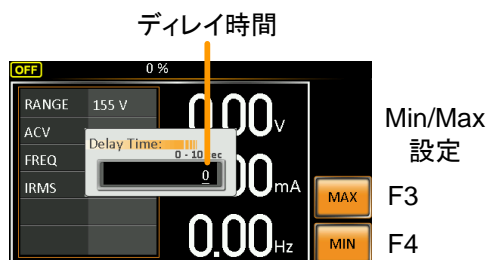 ディレイ時間
OFF 0 %
RANGE 155 V
ACV
FREQ
IRMS
Delay Time:
0 - 10 sec
0
0.00V
mA
0.00Hz
MAX
MIN
Min/Max
設定
F3
F4